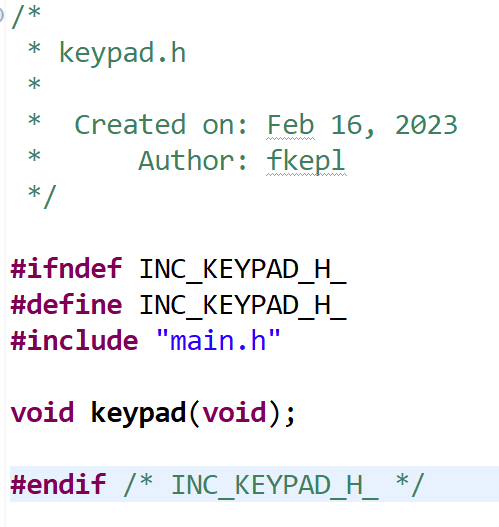 /*
 * keypad.h
 *
 *  Created on: Feb 16, 2023
 *      Author: fkepl
 */

#ifndef INC_KEYPAD_H_
#define INC_KEYPAD_H_
#include "main.h"

void keypad(void);

#endif /* INC_KEYPAD_H_ */